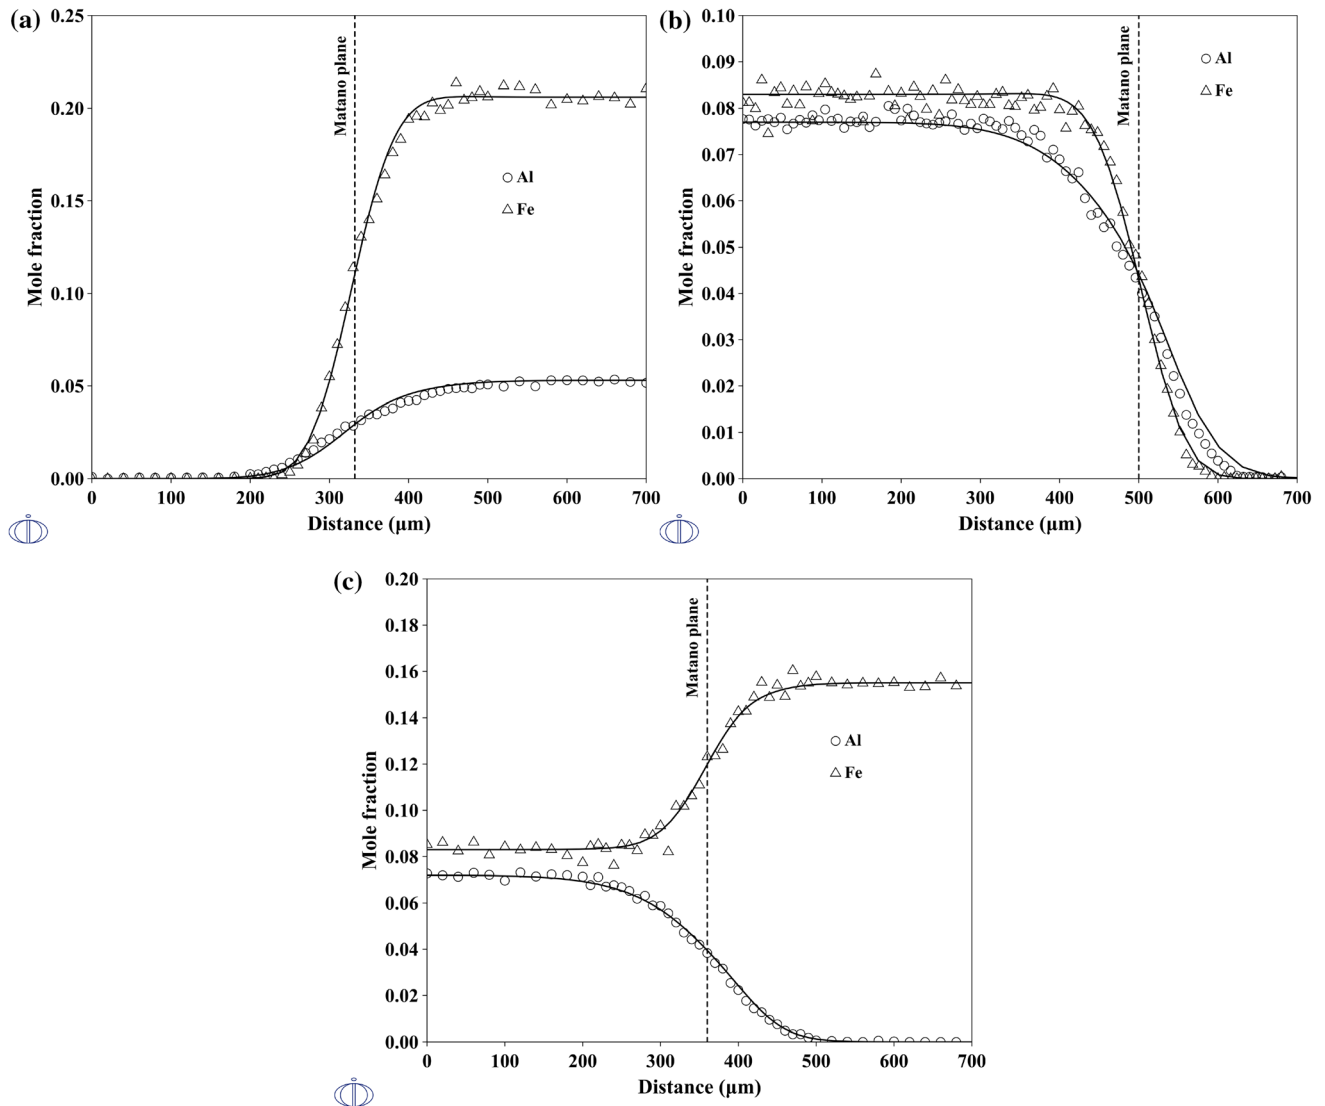 (a)
0.25
0.20
0.15
0.10
0.05
0.00
Mole fraction
Matano plane
Al
Fe
0 100 200 300 400 500 600 700
Distance (μm)
(b)
0.10
0.09
0.08
0.07
0.06
0.05
0.04
0.03
0.02
0.01
0.00
Mole fraction
Matano plane
Al
Fe
0 100 200 300 400 500 600 700
Distance (μm)
(c)
0.20
0.18
0.16
0.14
0.12
0.10
0.08
0.06
0.04
0.02
0.00
Mole fraction
Matano plane
Al
Fe
0 100 200 300 400 500 600 700
Distance (μm)